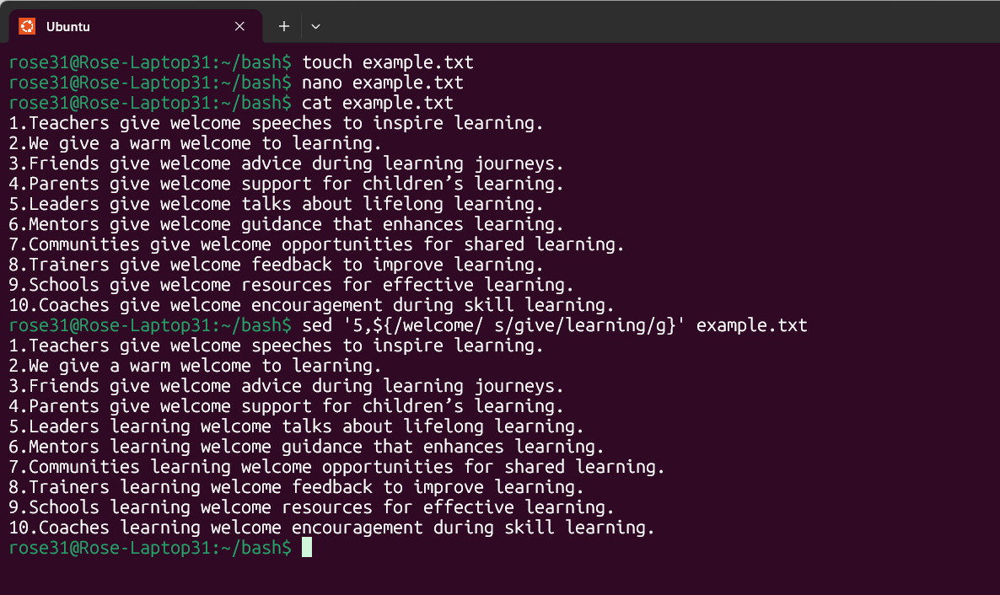 Ubuntu
rose31@Rose-Laptop31:~/bash$ touch example.txt
rose31@Rose-Laptop31:~/bash$ nano example.txt
rose31@Rose-Laptop31:~/bash$ cat example.txt
1.Teachers give welcome speeches to inspire learning.
2.We give a warm welcome to learning.
3.Friends give welcome advice during learning journeys.
4.Parents give welcome support for children’s learning.
5.Leaders give welcome talks about lifelong learning.
6.Mentors give welcome guidance that enhances learning.
7.Communities give welcome opportunities for shared learning.
8.Trainers give welcome feedback to improve learning.
9.Schools give welcome resources for effective learning.
10.Coaches give welcome encouragement during skill learning.
rose31@Rose-Laptop31:~/bash$ sed '5,${/welcome/ s/give/learning/g}' example.txt
1.Teachers give welcome speeches to inspire learning.
2.We give a warm welcome to learning.
3.Friends give welcome advice during learning journeys.
4.Parents give welcome support for children’s learning.
5.Leaders learning welcome talks about lifelong learning.
6.Mentors learning welcome guidance that enhances learning.
7.Communities learning welcome opportunities for shared learning.
8.Trainers learning welcome feedback to improve learning.
9.Schools learning welcome resources for effective learning.
10.Coaches learning welcome encouragement during skill learning.
rose31@Rose-Laptop31:~/bash$